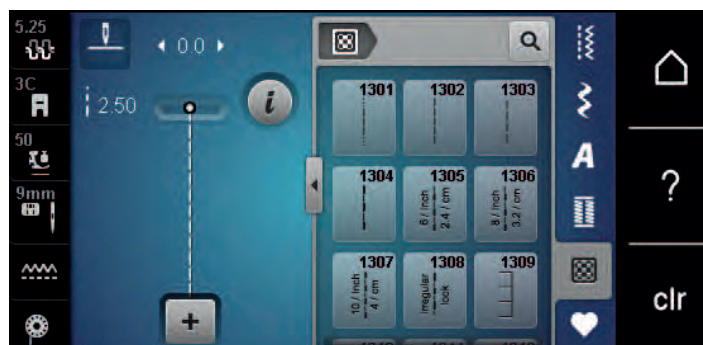 5.25
3C
50
9mm
0.0
2.50
i
1301
1302
1303
1304
1305
6 / Inch
2.4 / cm
1306
8 / Inch
3.2 / cm
1307
10 / Inch
4 / cm
1308
irregular
look
1309
A
?
clr